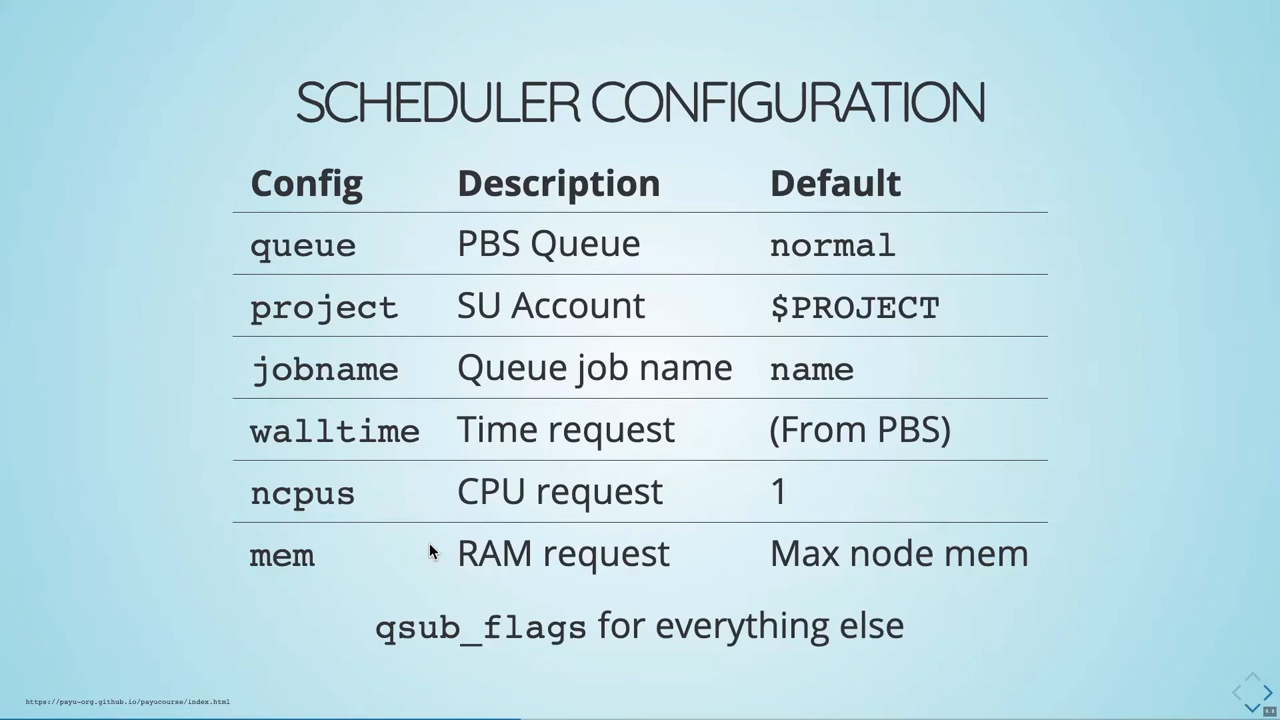 SCHEDULER CONFIGURATION
Config Description Default
queue PBS Queue normal
project SU Account $PROJECT
jobname Queue job name name
walltime Time request (From PBS)
ncpus CPU request 1
mem RAM request Max node mem
qsub_flags for everything else
https://payu-org.github.io/payucourse/index.html